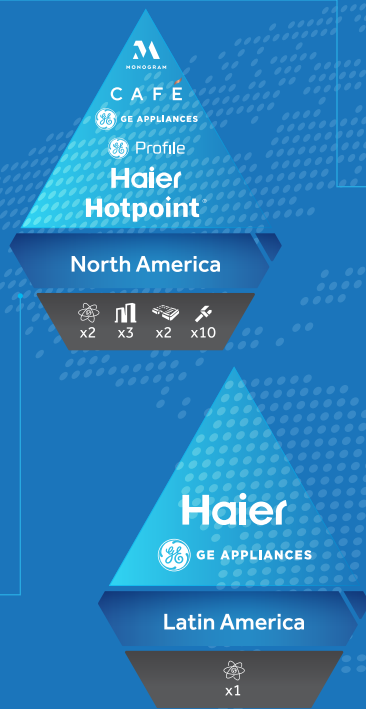 MONOGRAM
CAFÉ
GE APPLIANCES
Profile
Haier
Hotpoint
North America
x2 x3 x2 x10
Haier
GE APPLIANCES
Latin America
x1